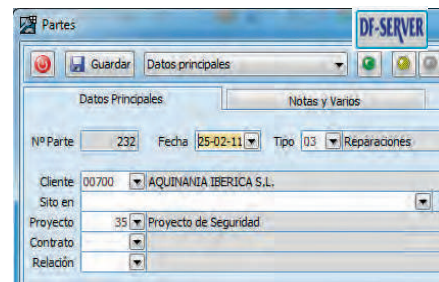 Partes
DF-SERVER
Guardar Datos principales
Datos Principales Notas y Varios
Nº Parte 232 Fecha 25-02-11 Tipo 03 Reparaciones
Cliente 00700 AQUINANIA IBERICA S.L.
Sito en
Proyecto 35 Proyecto de Seguridad
Contrato
Relación